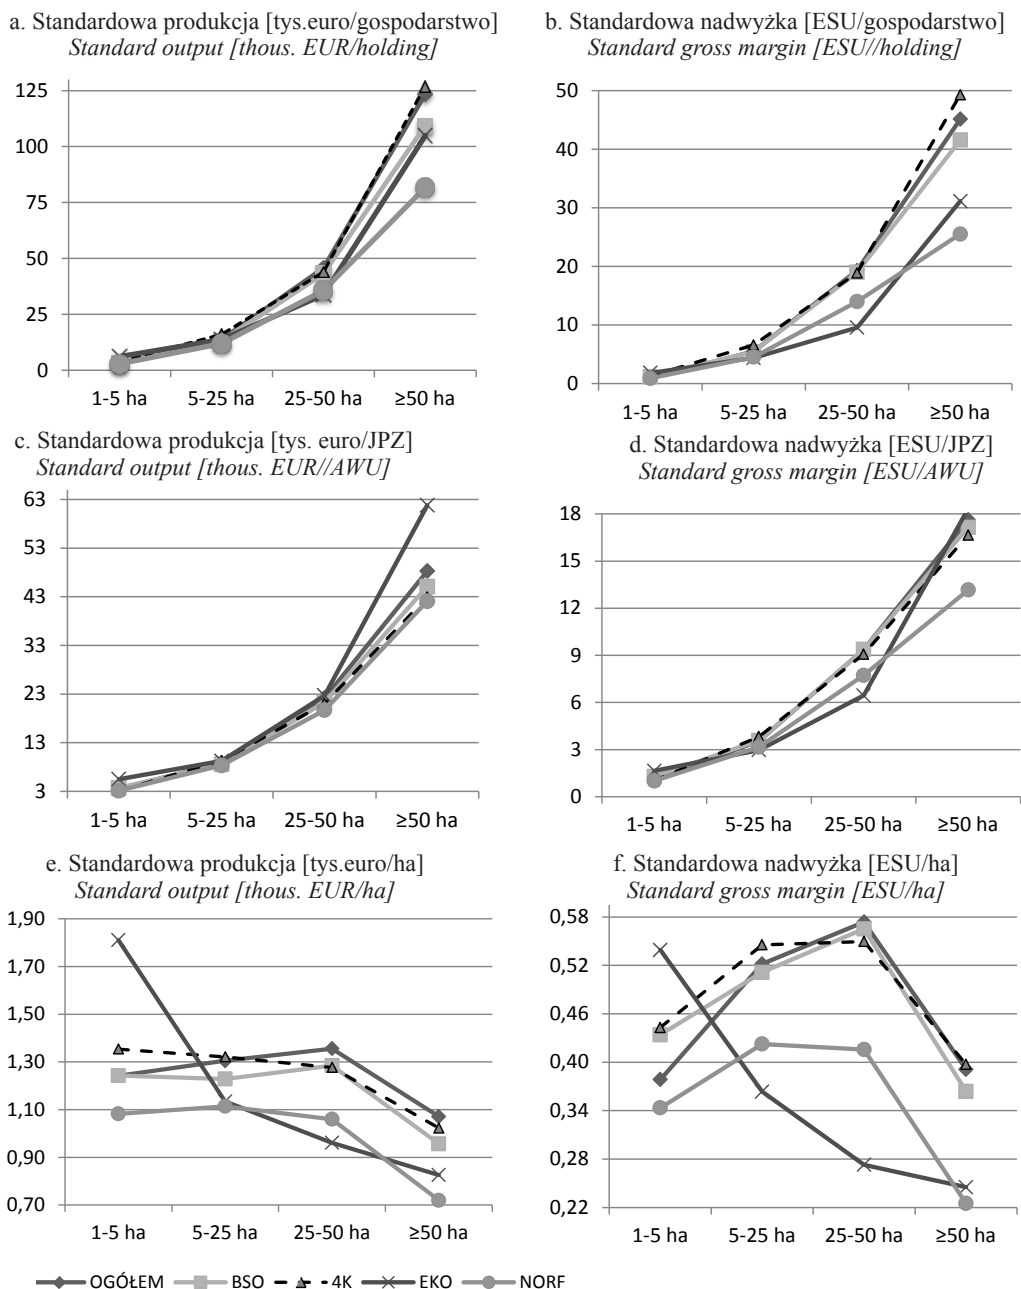 a. Standardowa produkcja [tys.euro/gospodarstwo]
Standard output [thous. EUR/holding]
125
100
75
50
25
0
1-5 ha 5-25 ha 25-50 ha ≥50 ha
b. Standardowa nadwyżka [ESU/gospodarstwo]
Standard gross margin [ESU//holding]
50
40
30
20
10
0
1-5 ha 5-25 ha 25-50 ha ≥50 ha
c. Standardowa produkcja [tys. euro/JPZ]
Standard output [thous. EUR//AWU]
63
53
43
33
23
13
3
1-5 ha 5-25 ha 25-50 ha ≥50 ha
d. Standardowa nadwyżka [ESU/JPZ]
Standard gross margin [ESU/AWU]
18
15
12
9
6
3
0
1-5 ha 5-25 ha 25-50 ha ≥50 ha
e. Standardowa produkcja [tys.euro/ha]
Standard output [thous. EUR/ha]
1,90
1,70
1,50
1,30
1,10
0,90
0,70
1-5 ha 5-25 ha 25-50 ha ≥50 ha
f. Standardowa nadwyżka [ESU/ha]
Standard gross margin [ESU/ha]
0,58
0,52
0,46
0,40
0,34
0,28
0,22
1-5 ha 5-25 ha 25-50 ha ≥50 ha
OGÓŁEM BSO 4K EKO NORF